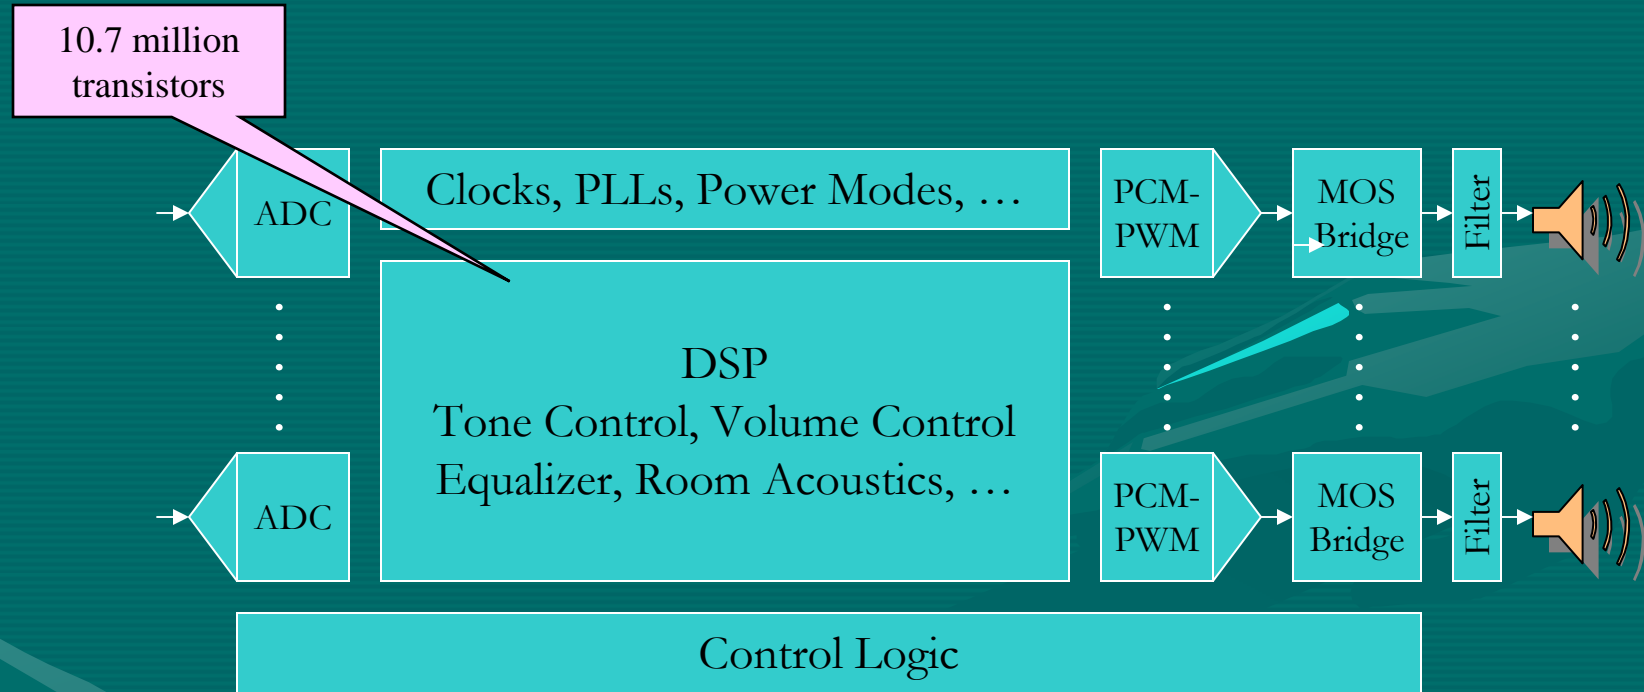 10.7 million
transistors
ADC
Clocks, PLLs, Power Modes, …
PCM-
PWM
MOS
Bridge
Filter
DSP
Tone Control, Volume Control
Equalizer, Room Acoustics, …
ADC
PCM-
PWM
MOS
Bridge
Filter
Control Logic